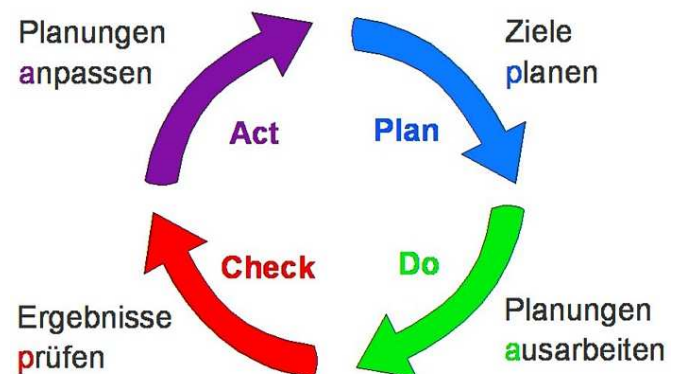 Planungen
anpassen
Act
Plan
Ziele
planen
Check
Do
Ergebnisse
prüfen
Planungen
ausarbeiten